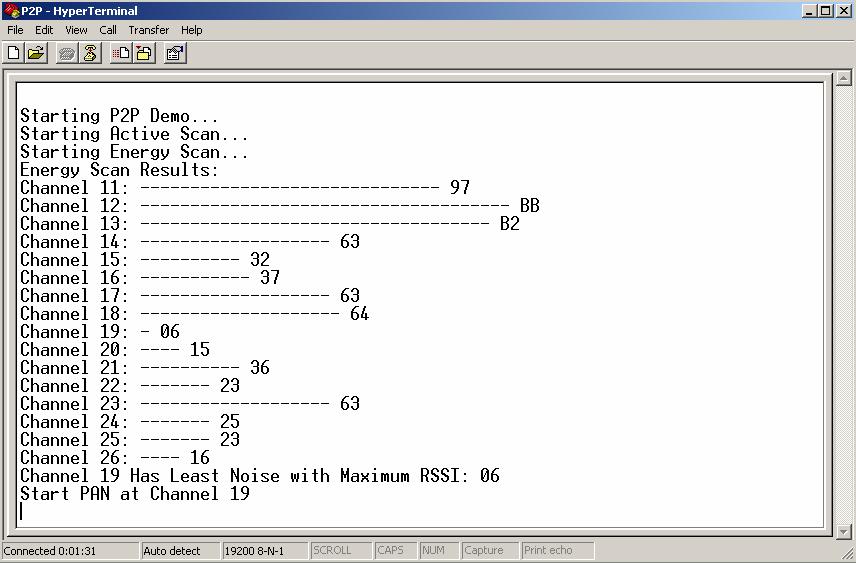 P2P - HyperTerminal
File Edit View Call Transfer Help
Starting P2P Demo...
Starting Active Scan...
Starting Energy Scan...
Energy Scan Results:
Channel 11: ------------------------------ 97
Channel 12: ------------------------------------- BB
Channel 13: ----------------------------------- B2
Channel 14: ------------------- 63
Channel 15: ---------- 32
Channel 16: ----------- 37
Channel 17: ------------------- 63
Channel 18: -------------------- 64
Channel 19: - 06
Channel 20: ---- 15
Channel 21: ---------- 36
Channel 22: ------- 23
Channel 23: ------------------- 63
Channel 24: ------- 25
Channel 25: ------- 23
Channel 26: ---- 16
Channel 19 Has Least Noise with Maximum RSSI: 06
Start PAN at Channel 19
Connected 0:01:31 Auto detect 19200 8-N-1 SCROLL CAPS NUM Capture Print echo